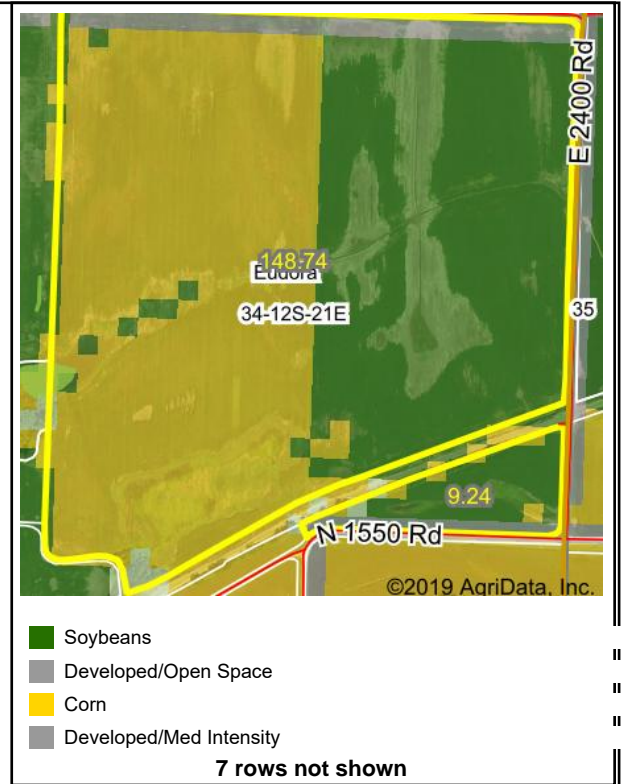 E 2400 Rd
148.74
Eudora
34-12S-21E
35
9.24
N 1550 Rd
©2019 AgriData, Inc.
Soybeans
Developed/Open Space
Corn
Developed/Med Intensity
7 rows not shown